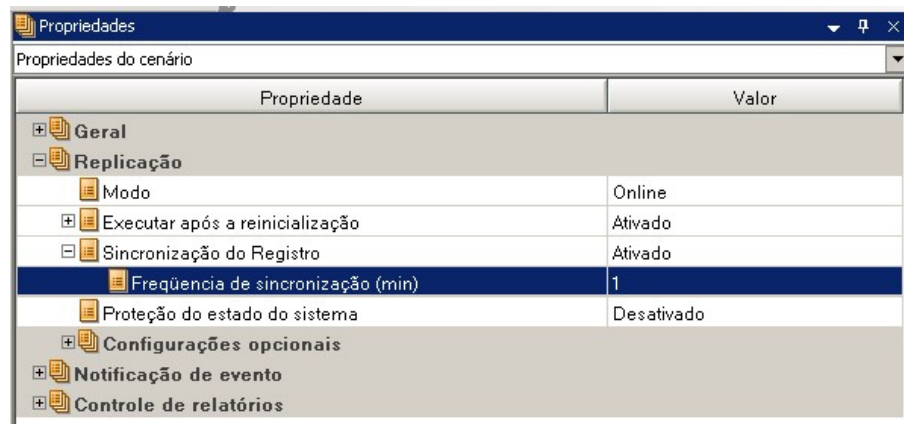 Propriedades
Propriedades do cenário
Propriedade Valor
Geral
Replicação
Modo Online
Executar após a reinicialização Ativado
Sincronização do Registro Ativado
Freqüencia de sincronização (min) 1
Proteção do estado do sistema Desativado
Configurações opcionais
Notificação de evento
Controle de relatórios